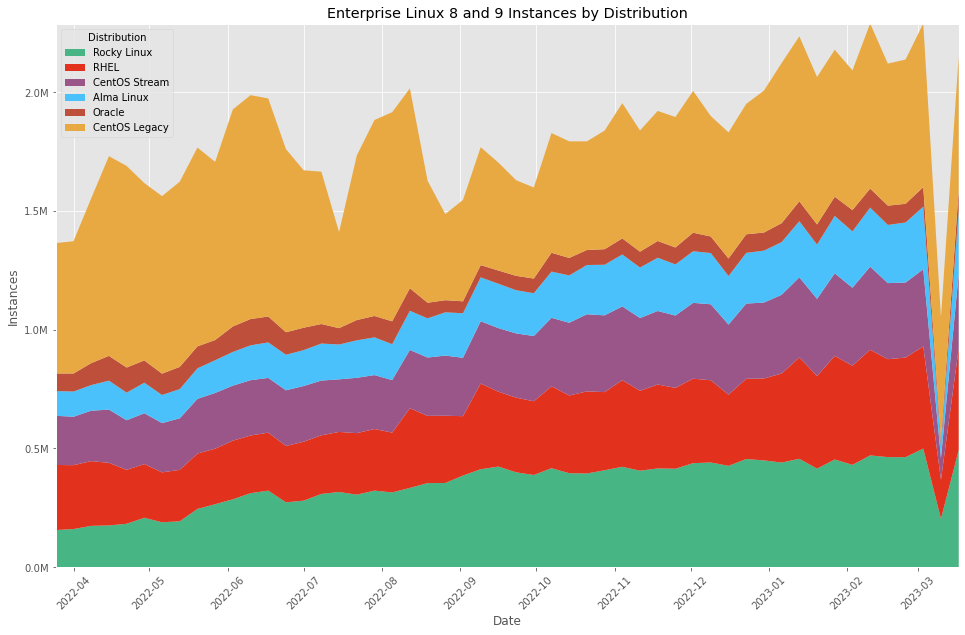 Enterprise Linux 8 and 9 Instances by Distribution
Distribution
Rocky Linux
RHEL
CentOS Stream
Alma Linux
Oracle
CentOS Legacy
2.0M
1.5M
1.0M
0.5M
0.0M
Instances
2022-04
2022-05
2022-06
2022-07
2022-08
2022-09
2022-10
2022-11
2022-12
2023-01
2023-02
2023-03
Date